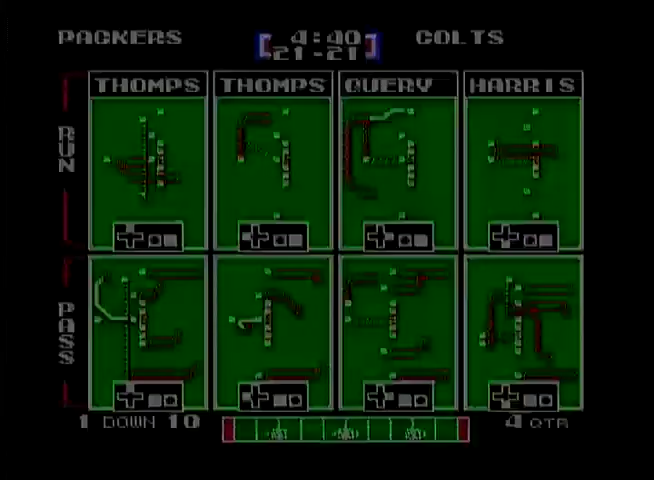 PACKERS 4:40 COLTS
21-21
THOMPS THOMPS QUERY HARRIS
RUN
PASS
1 DOWN 10 4 QTR